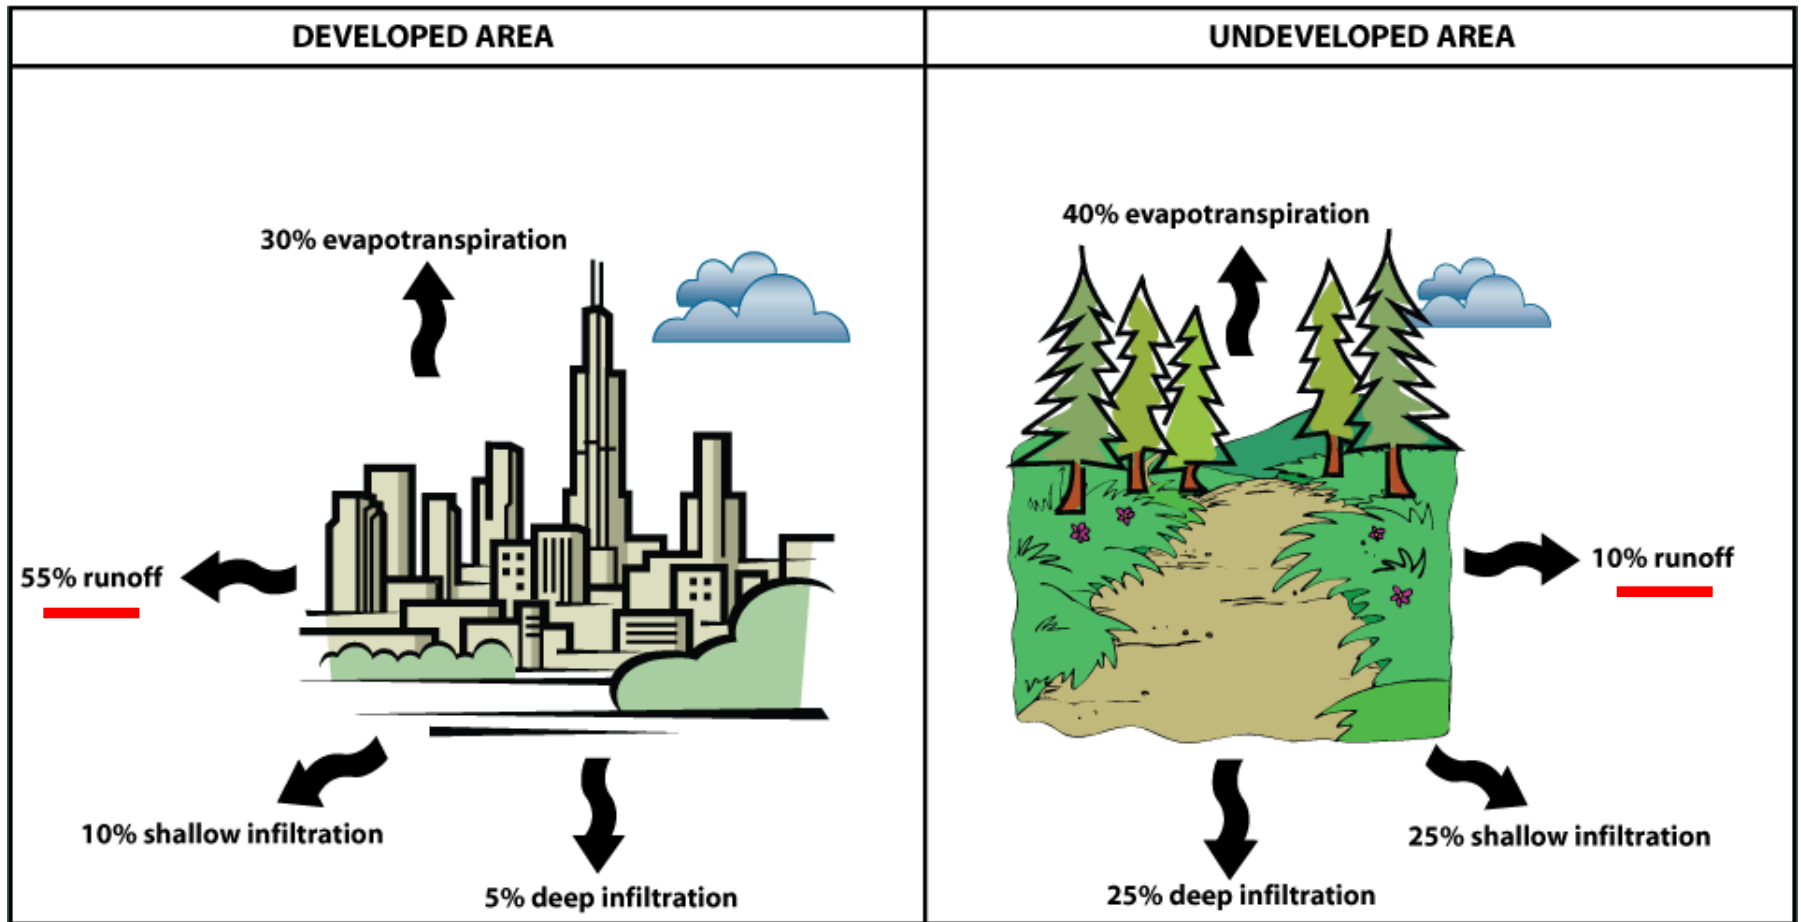 DEVELOPED AREA
30% evapotranspiration
55% runoff
10% shallow infiltration
5% deep infiltration
UNDEVELOPED AREA
40% evapotranspiration
10% runoff
25% shallow infiltration
25% deep infiltration